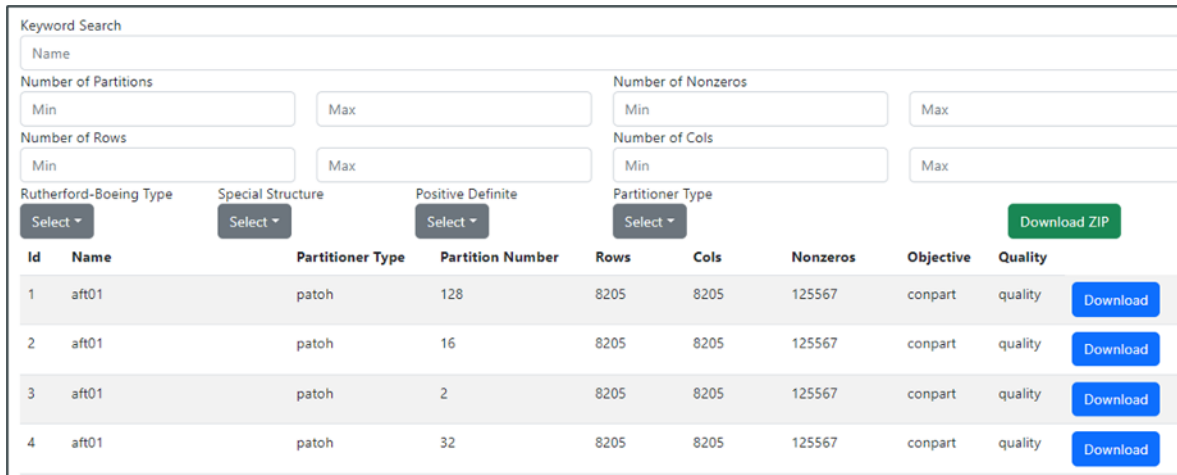 Keyword Search
Name
Number of Partitions Number of Nonzeros
Min Max Min Max
Number of Rows Number of Cols
Min Max Min Max
Rutherford-Boeing Type Special Structure Positive Definite Partitioner Type
Select Select Select Select Download ZIP
Id Name Partitioner Type Partition Number Rows Cols Nonzeros Objective Quality
1 aft01 patoh 128 8205 8205 125567 conpart quality Download
2 aft01 patoh 16 8205 8205 125567 conpart quality Download
3 aft01 patoh 2 8205 8205 125567 conpart quality Download
4 aft01 patoh 32 8205 8205 125567 conpart quality Download